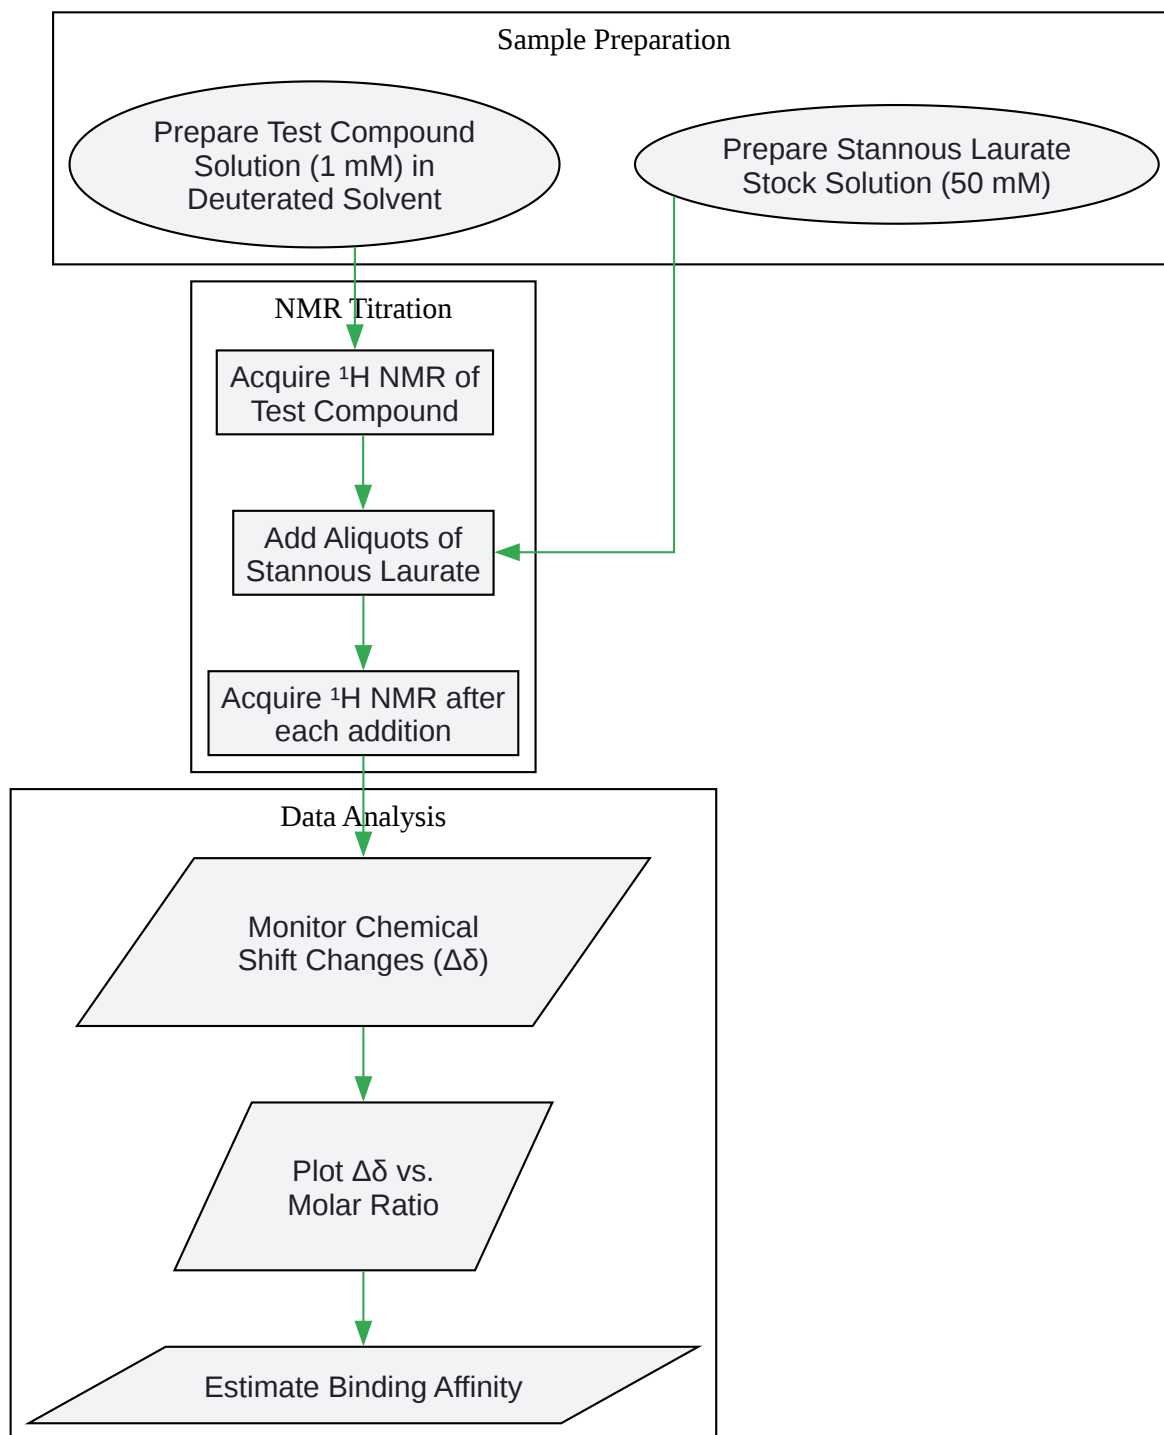 Sample Preparation
Prepare Test Compound
Solution (1 mM) in
Deuterated Solvent
Prepare Stannous Laurate
Stock Solution (50 mM)
NMR Titration
Acquire ¹H NMR of
Test Compound
Add Aliquots of
Stannous Laurate
Acquire ¹H NMR after
each addition
Data Analysis
Monitor Chemical
Shift Changes (Δδ)
Plot Δδ vs.
Molar Ratio
Estimate Binding Affinity